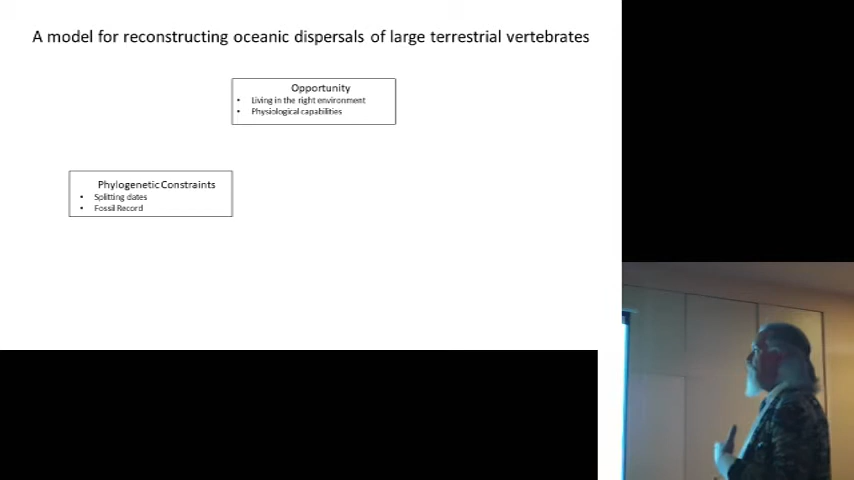 A model for reconstructing oceanic dispersals of large terrestrial vertebrates
Opportunity
• Living in the right environment
• Physiological capabilities
Phylogenetic Constraints
• Splitting dates
• Fossil Record